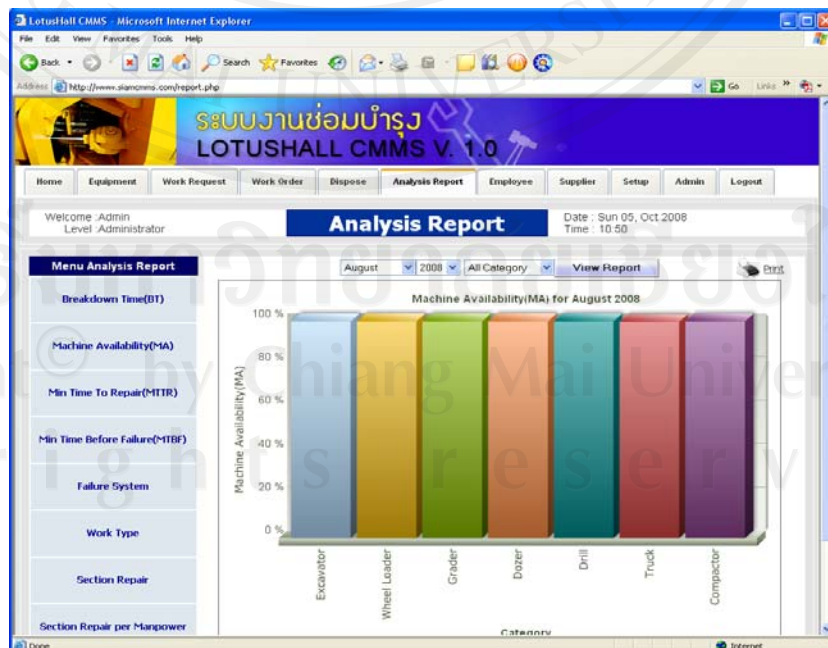 LotusHall CMMS - Microsoft Internet Explorer
File Edit View Favorites Tools Help
Back Search Favorites
Address http://www.siamcmms.com/report.php Go Links »
ระบบงานซ่อมบำรุง
LOTUSHALL CMMS V. 1.0
Home Equipment Work Request Work Order Dispose Analysis Report Employee Supplier Setup Admin Logout
Welcome :Admin
Level :Administrator
Analysis Report
Date : Sun 05, Oct 2008
Time : 10:50
Menu Analysis Report
Breakdown Time(BT)
Machine Availability(MA)
Min Time To Repair(MTTR)
Min Time Before Failure(MTBF)
Failure System
Work Type
Section Repair
Section Repair per Manpower
August 2008 All Category View Report Print
Machine Availability(MA) for August 2008
Machine Availability(MA)
100 %
80 %
60 %
40 %
20 %
0 %
Excavator
Wheel Loader
Grader
Dozer
Drill
Truck
Compactor
Category
Done Internet
by Chiang Mai Univer
rights reserv